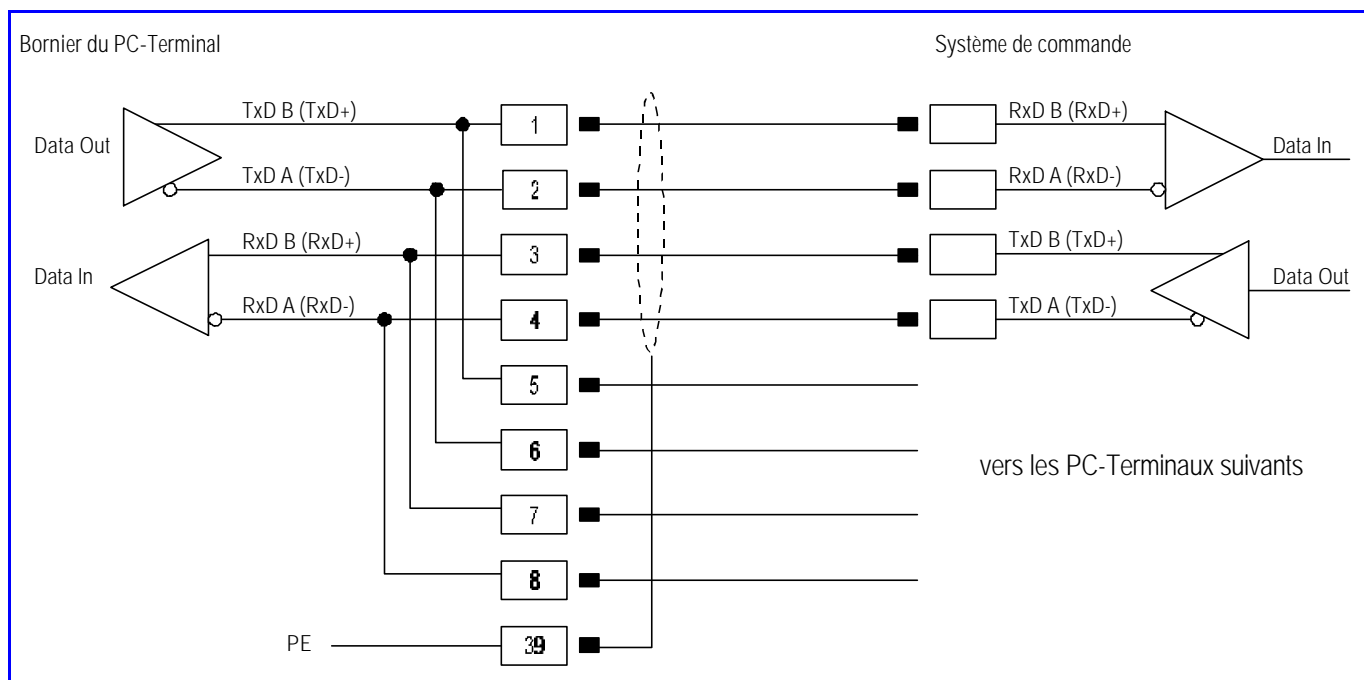 Bornier du PC-Terminal
Système de commande
TxD B (TxD+)
1
RxD B (RxD+)
Data Out
Data In
TxD A (TxD-)
2
RxD A (RxD-)
RxD B (RxD+)
3
TxD B (TxD+)
Data In
Data Out
RxD A (RxD-)
4
TxD A (TxD-)
5
6
vers les PC-Terminaux suivants
7
8
PE
39